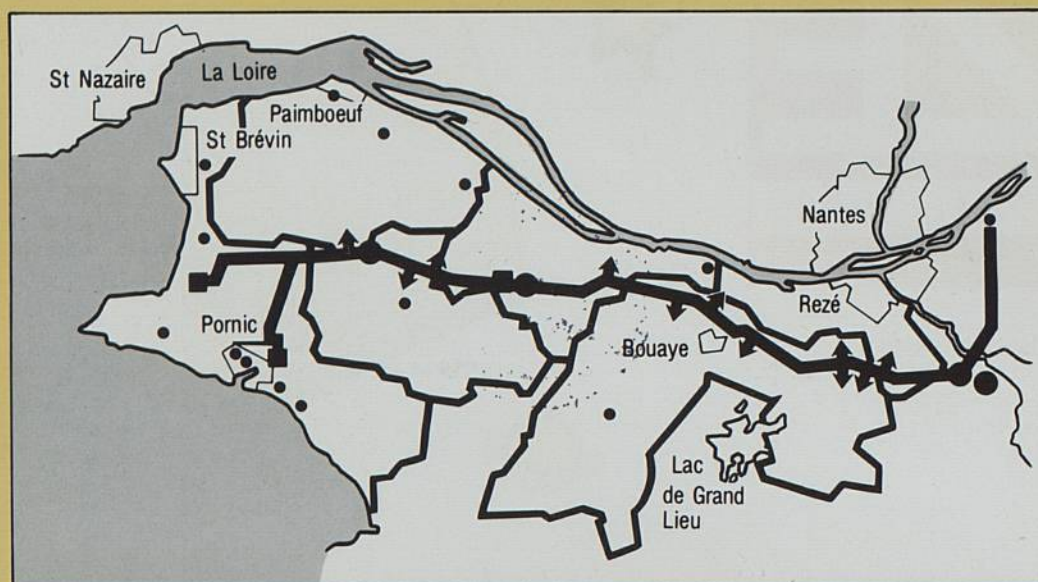 St Nazaire
La Loire
Paimboeuf
St Brévin
Nantes
Rezé
Pornic
Bouaye
Lac
de Grand
Lieu